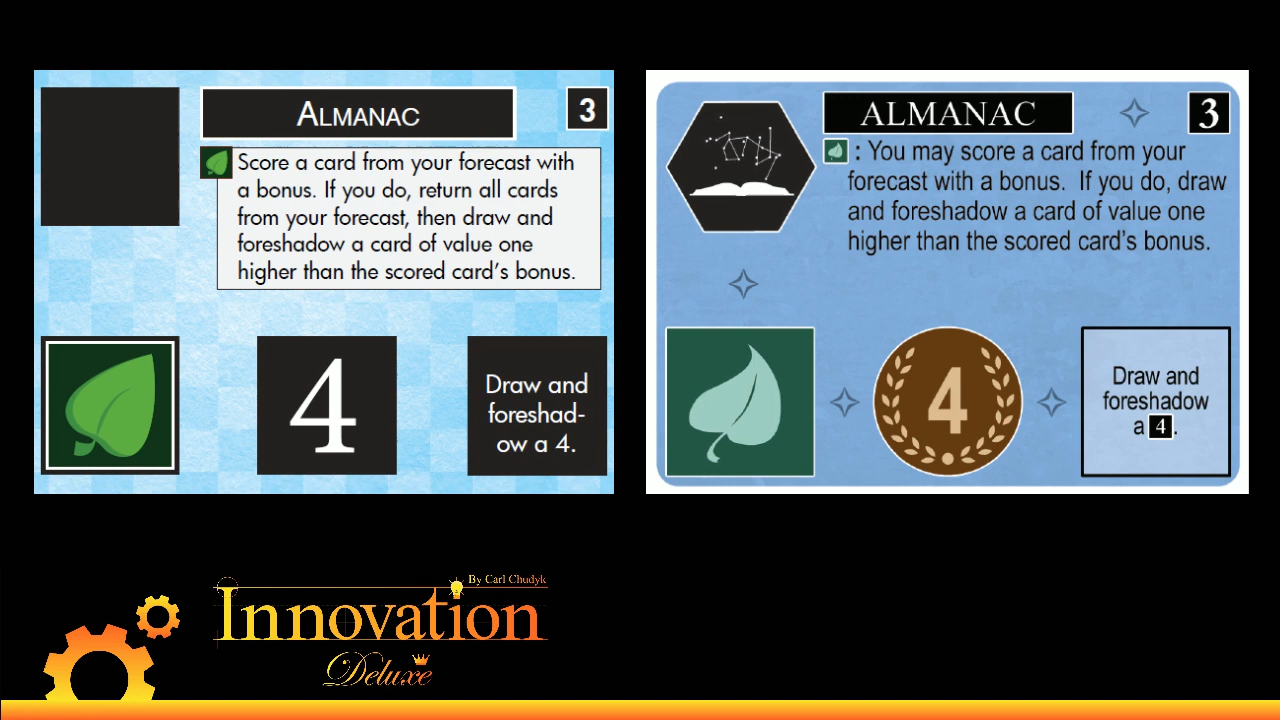 ALMANAC
3
Score a card from your forecast with
a bonus. If you do, return all cards
from your forecast, then draw and
foreshadow a card of value one
higher than the scored card's bonus.
4
Draw and
foreshad-
ow a 4.
ALMANAC
3
: You may score a card from your
forecast with a bonus. If you do, draw
and foreshadow a card of value one
higher than the scored card's bonus.
4
Draw and
foreshadow
a 4.
By Carl Chudyk
Innovation
Deluxe